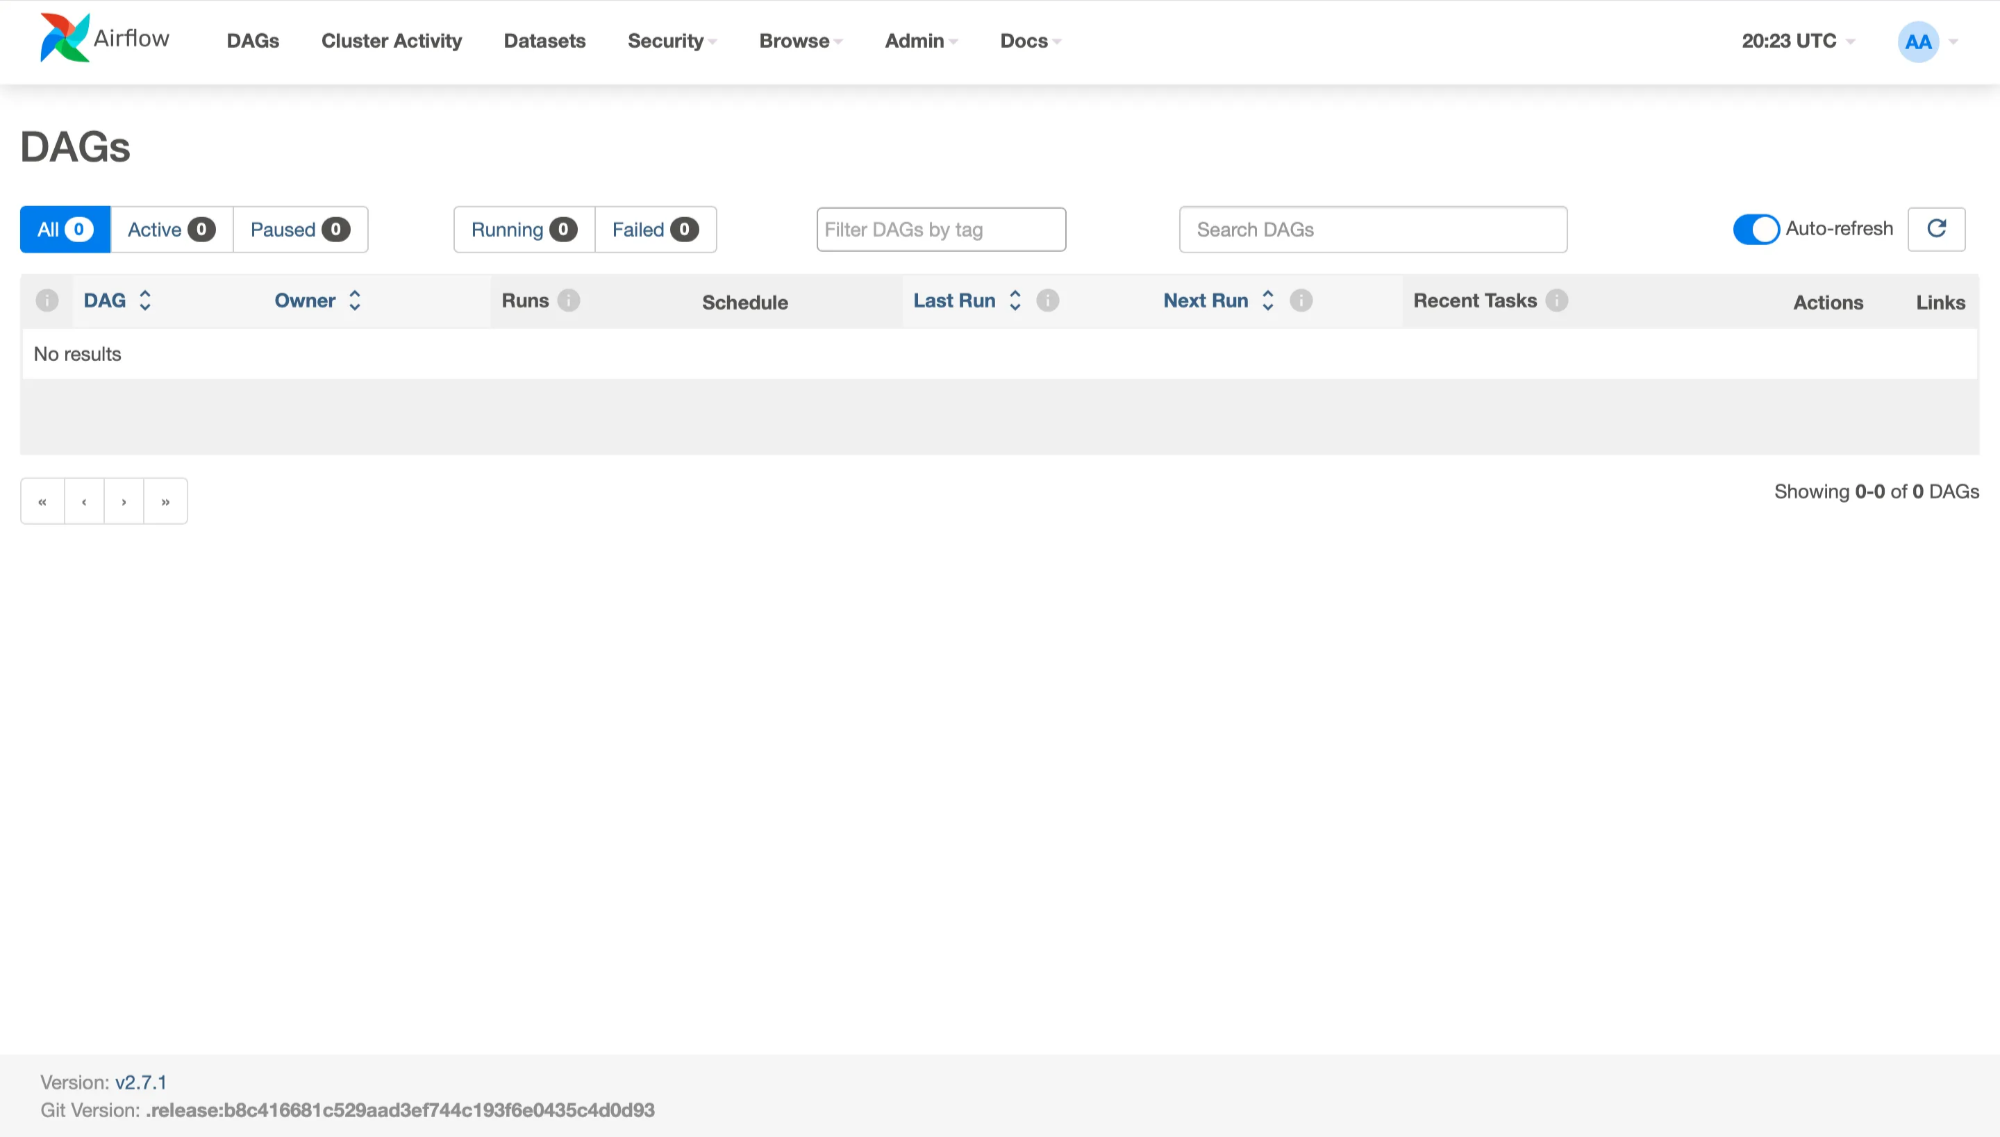 Airflow DAGs Cluster Activity Datasets Security Browse Admin Docs 20:23 UTC AA
DAGs
All 0 Active 0 Paused 0 Running 0 Failed 0 Filter DAGs by tag Search DAGs Auto-refresh
DAG Owner Runs Schedule Last Run Next Run Recent Tasks Actions Links
No results
« ‹ › » Showing 0-0 of 0 DAGs
Version: v2.7.1
Git Version: .release:b8c416681c529aad3ef744c193f6e0435c4d0d93